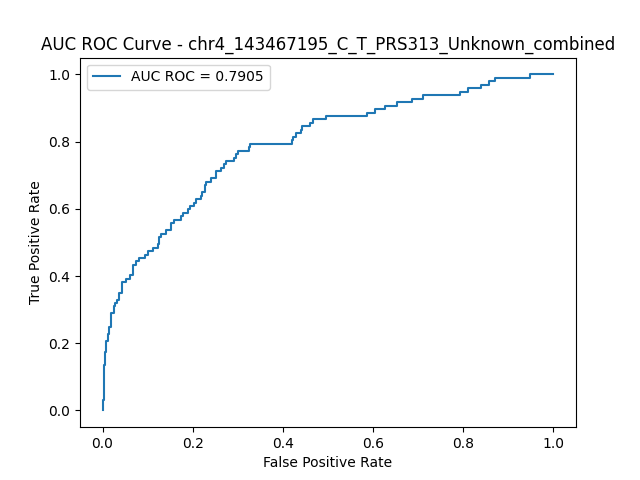 AUC ROC Curve - chr4_143467195_C_T_PRS313_Unknown_combined
AUC ROC = 0.7905
1.0
0.8
0.6
0.4
0.2
0.0
True Positive Rate
0.0 0.2 0.4 0.6 0.8 1.0
False Positive Rate